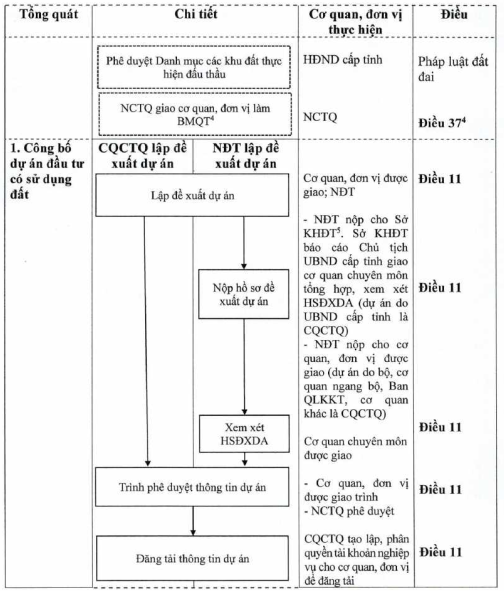 Tổng quát
Chi tiết
Cơ quan, đơn vị
thực hiện
Điều
Phê duyệt Danh mục các khu đất thực
hiện đấu thầu
HĐND cấp tỉnh
Pháp luật đất
đai
NCTQ giao cơ quan, đơn vị làm
BMQT⁴
NCTQ
Điều 37⁴
1. Công bố
dự án đầu tư
có sử dụng
đất
CQCTQ lập đề
xuất dự án
NĐT lập đề
xuất dự án
Lập đề xuất dự án
Cơ quan, đơn vị được
giao; NĐT
Điều 11
Nộp hồ sơ đề
xuất dự án
- NĐT nộp cho Sở
KHĐT⁵. Sở KHĐT
báo cáo Chủ tịch
UBND cấp tỉnh giao
cơ quan chuyên môn
tổng hợp, xem xét
HSĐXDA (dự án do
UBND cấp tỉnh là
CQCTQ)
- NĐT nộp cho cơ
quan, đơn vị được
giao (dự án do bộ, cơ
quan ngang bộ, Ban
QLKKT, cơ quan
khác là CQCTQ)
Điều 11
Xem xét
HSĐXDA
Cơ quan chuyên môn
được giao
Điều 11
Trình phê duyệt thông tin dự án
- Cơ quan, đơn vị
được giao trình
- NCTQ phê duyệt
Điều 11
Đăng tải thông tin dự án
CQCTQ tạo lập, phân
quyền tài khoản nghiệp
vụ cho cơ quan, đơn vị
để đăng tải
Điều 11